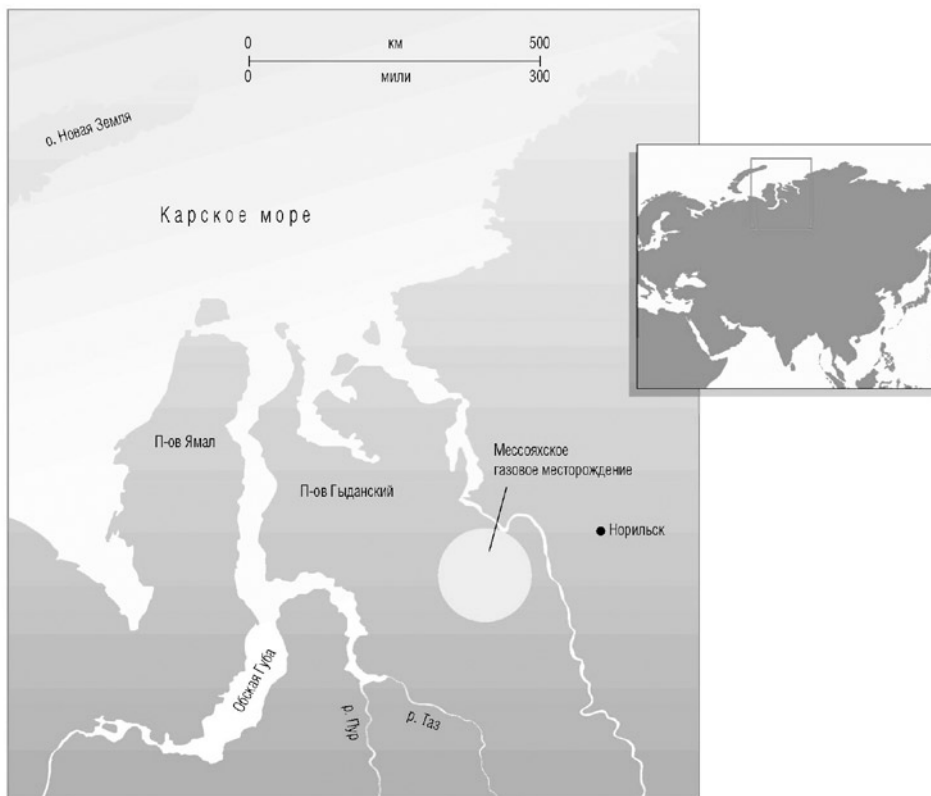 0 км 500
0 мили 300
о. Новая Земля
Карское море
П-ов Ямал
П-ов Гыданский
Мессояхское
газовое месторождение
Норильск
Обская Губа
р. Пур
р. Таз